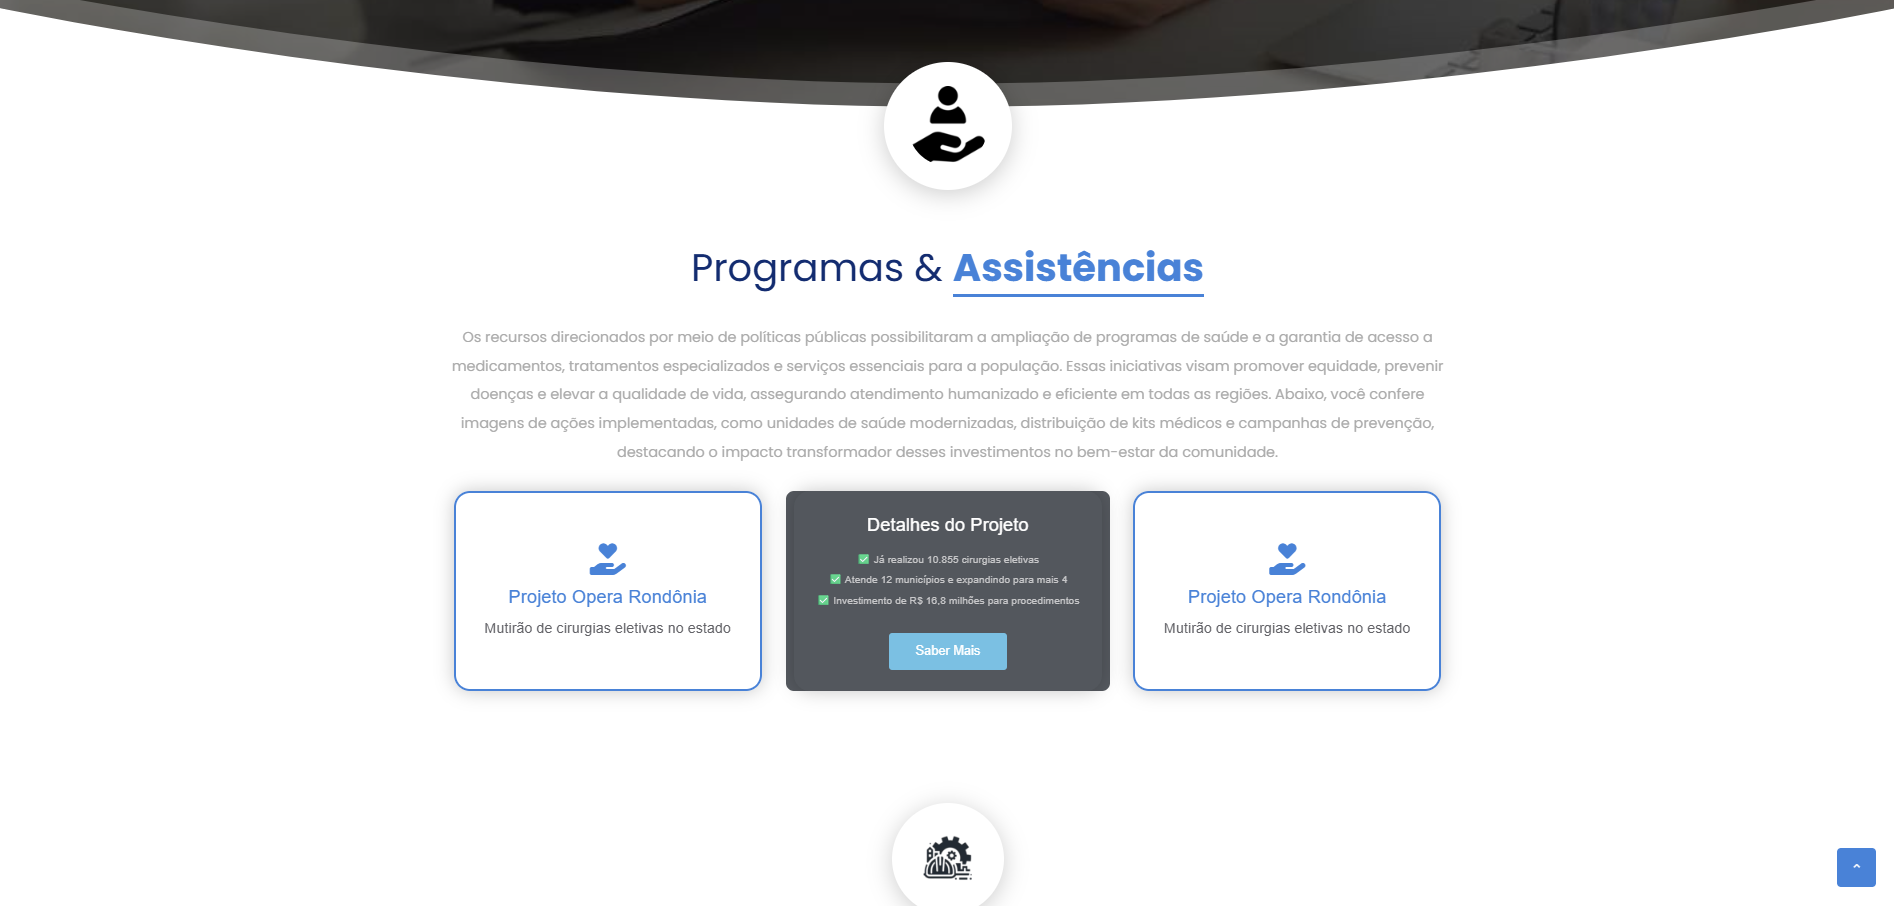 Programas & Assistências
Os recursos direcionados por meio de políticas públicas possibilitaram a ampliação de programas de saúde e a garantia de acesso a
medicamentos, tratamentos especializados e serviços essenciais para a população. Essas iniciativas visam promover equidade, prevenir
doenças e elevar a qualidade de vida, assegurando atendimento humanizado e eficiente em todas as regiões. Abaixo, você confere
imagens de ações implementadas, como unidades de saúde modernizadas, distribuição de kits médicos e campanhas de prevenção,
destacando o impacto transformador desses investimentos no bem-estar da comunidade.
Projeto Opera Rondônia
Mutirão de cirurgias eletivas no estado
Detalhes do Projeto
✅ Já realizou 10.855 cirurgias eletivas
✅ Atende 12 municípios e expandindo para mais 4
✅ Investimento de R$ 16,8 milhões para procedimentos
Saber Mais
Projeto Opera Rondônia
Mutirão de cirurgias eletivas no estado